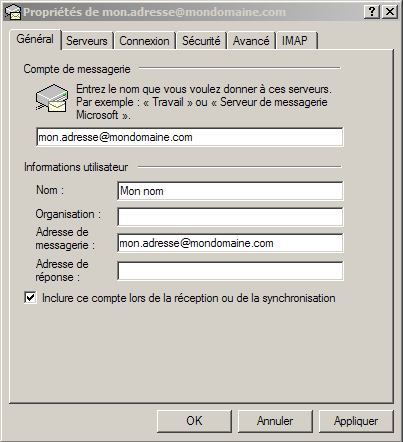 Propriétés de mon.adresse@mondomaine.com
Général Serveurs Connexion Sécurité Avancé IMAP
Compte de messagerie
Entrez le nom que vous voulez donner à ces serveurs.
Par exemple : « Travail » ou « Serveur de messagerie
Microsoft ».
mon.adresse@mondomaine.com
Informations utilisateur
Nom : Mon nom
Organisation :
Adresse de
messagerie : mon.adresse@mondomaine.com
Adresse de
réponse :
Inclure ce compte lors de la réception ou de la synchronisation
OK Annuler Appliquer